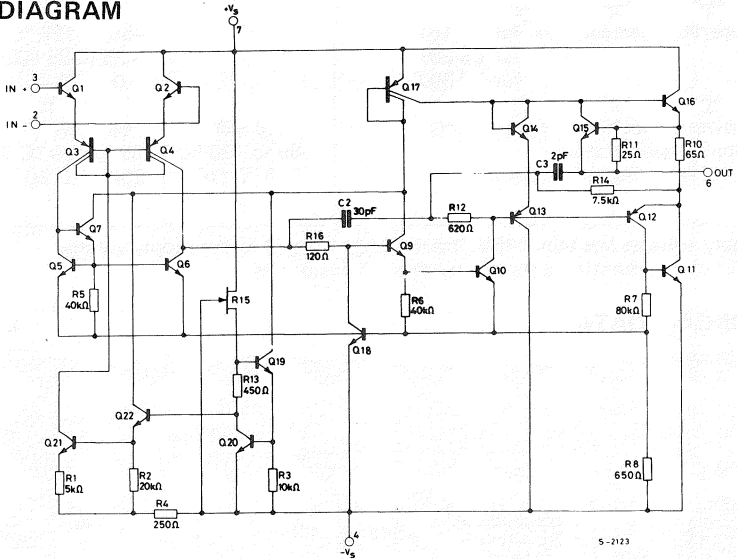 DIAGRAM
+Vs
7
3
IN +
2
IN -
Q1
Q2
Q17
Q16
Q3
Q4
Q14
Q15
R11
25Ω
R10
65Ω
C3
2pF
OUT
6
R14
7.5kΩ
C2
30pF
R12
620Ω
Q13
Q12
Q7
R16
120Ω
Q9
Q5
Q6
Q10
Q11
R5
40kΩ
R15
R6
40kΩ
R7
80kΩ
Q18
Q19
R13
450Ω
Q22
Q21
Q20
R1
5kΩ
R2
20kΩ
R3
10kΩ
R8
650Ω
R4
250Ω
4
-Vs
S-2123